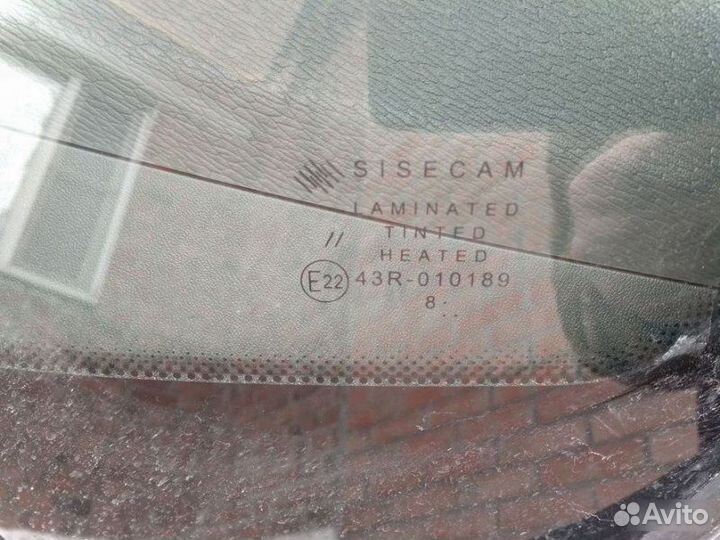 SISECAM
LAMINATED
TINTED
//
HEATED
E22 43R-010189
8:.
Avito